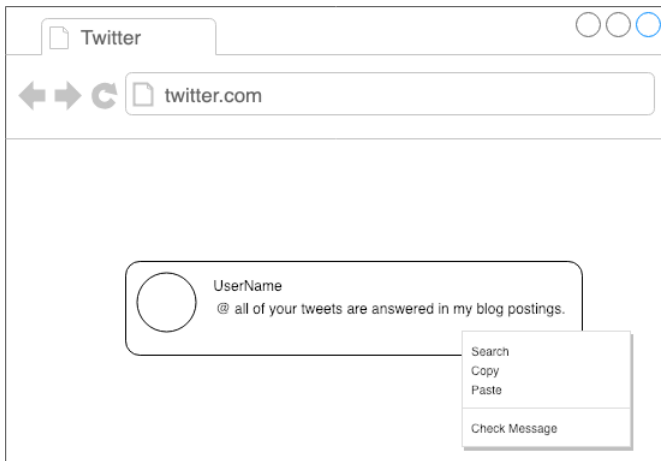 Twitter
twitter.com
UserName
@ all of your tweets are answered in my blog postings.
Search
Copy
Paste
Check Message